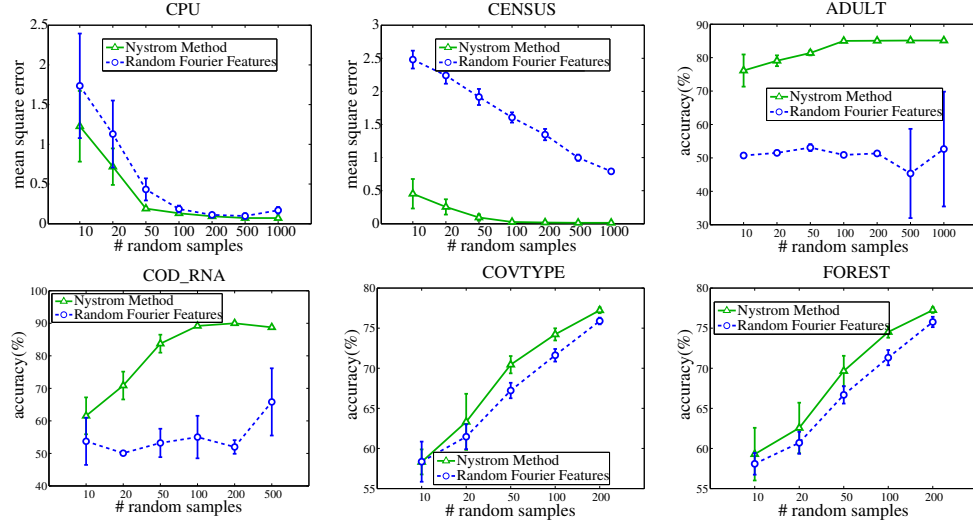 CPU
2.5
2
1.5
1
0.5
0
mean square error
Nystrom Method
Random Fourier Features
10 20 50 100 200 500 1000
# random samples
CENSUS
3
2.5
2
1.5
1
0.5
0
mean square error
Nystrom Method
Random Fourier Features
10 20 50 100 200 500 1000
# random samples
ADULT
90
80
70
60
50
40
30
accuracy(%)
Nystrom Method
Random Fourier Features
10 20 50 100 200 500 1000
# random samples
COD_RNA
100
90
80
70
60
50
40
accuracy(%)
Nystrom Method
Random Fourier Features
10 20 50 100 200 500
# random samples
COVTYPE
80
75
70
65
60
55
accuracy(%)
Nystrom Method
Random Fourier Features
10 20 50 100 200
# random samples
FOREST
80
75
70
65
60
55
accuracy(%)
Nystrom Method
Random Fourier Features
10 20 50 100 200
# random samples